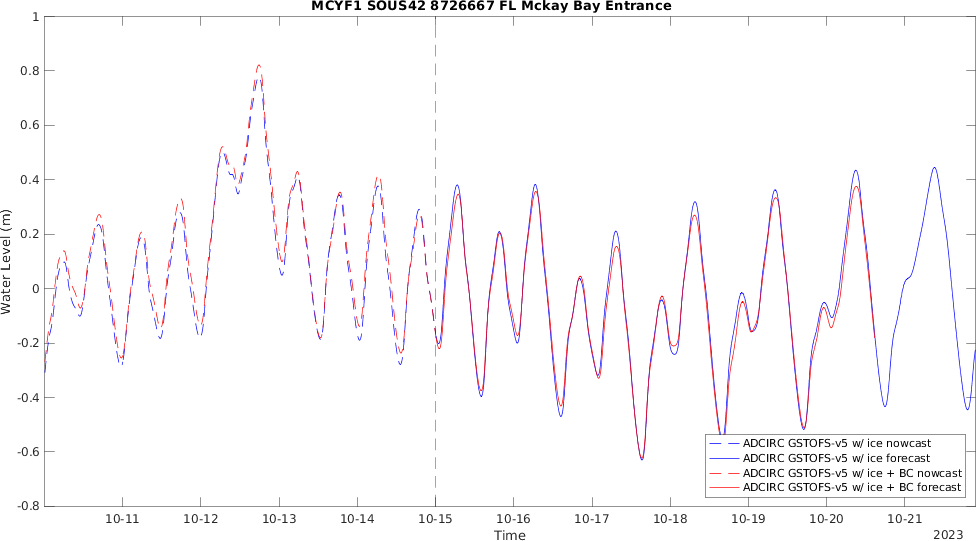 MCYF1 SOUS42 8726667 FL Mckay Bay Entrance
1
0.8
0.6
0.4
0.2
0
-0.2
-0.4
-0.6
-0.8
Water Level (m)
ADCIRC GSTOFS-v5 w/ ice nowcast
ADCIRC GSTOFS-v5 w/ ice forecast
ADCIRC GSTOFS-v5 w/ ice + BC nowcast
ADCIRC GSTOFS-v5 w/ ice + BC forecast
10-11 10-12 10-13 10-14 10-15 10-16 10-17 10-18 10-19 10-20 10-21
Time
2023